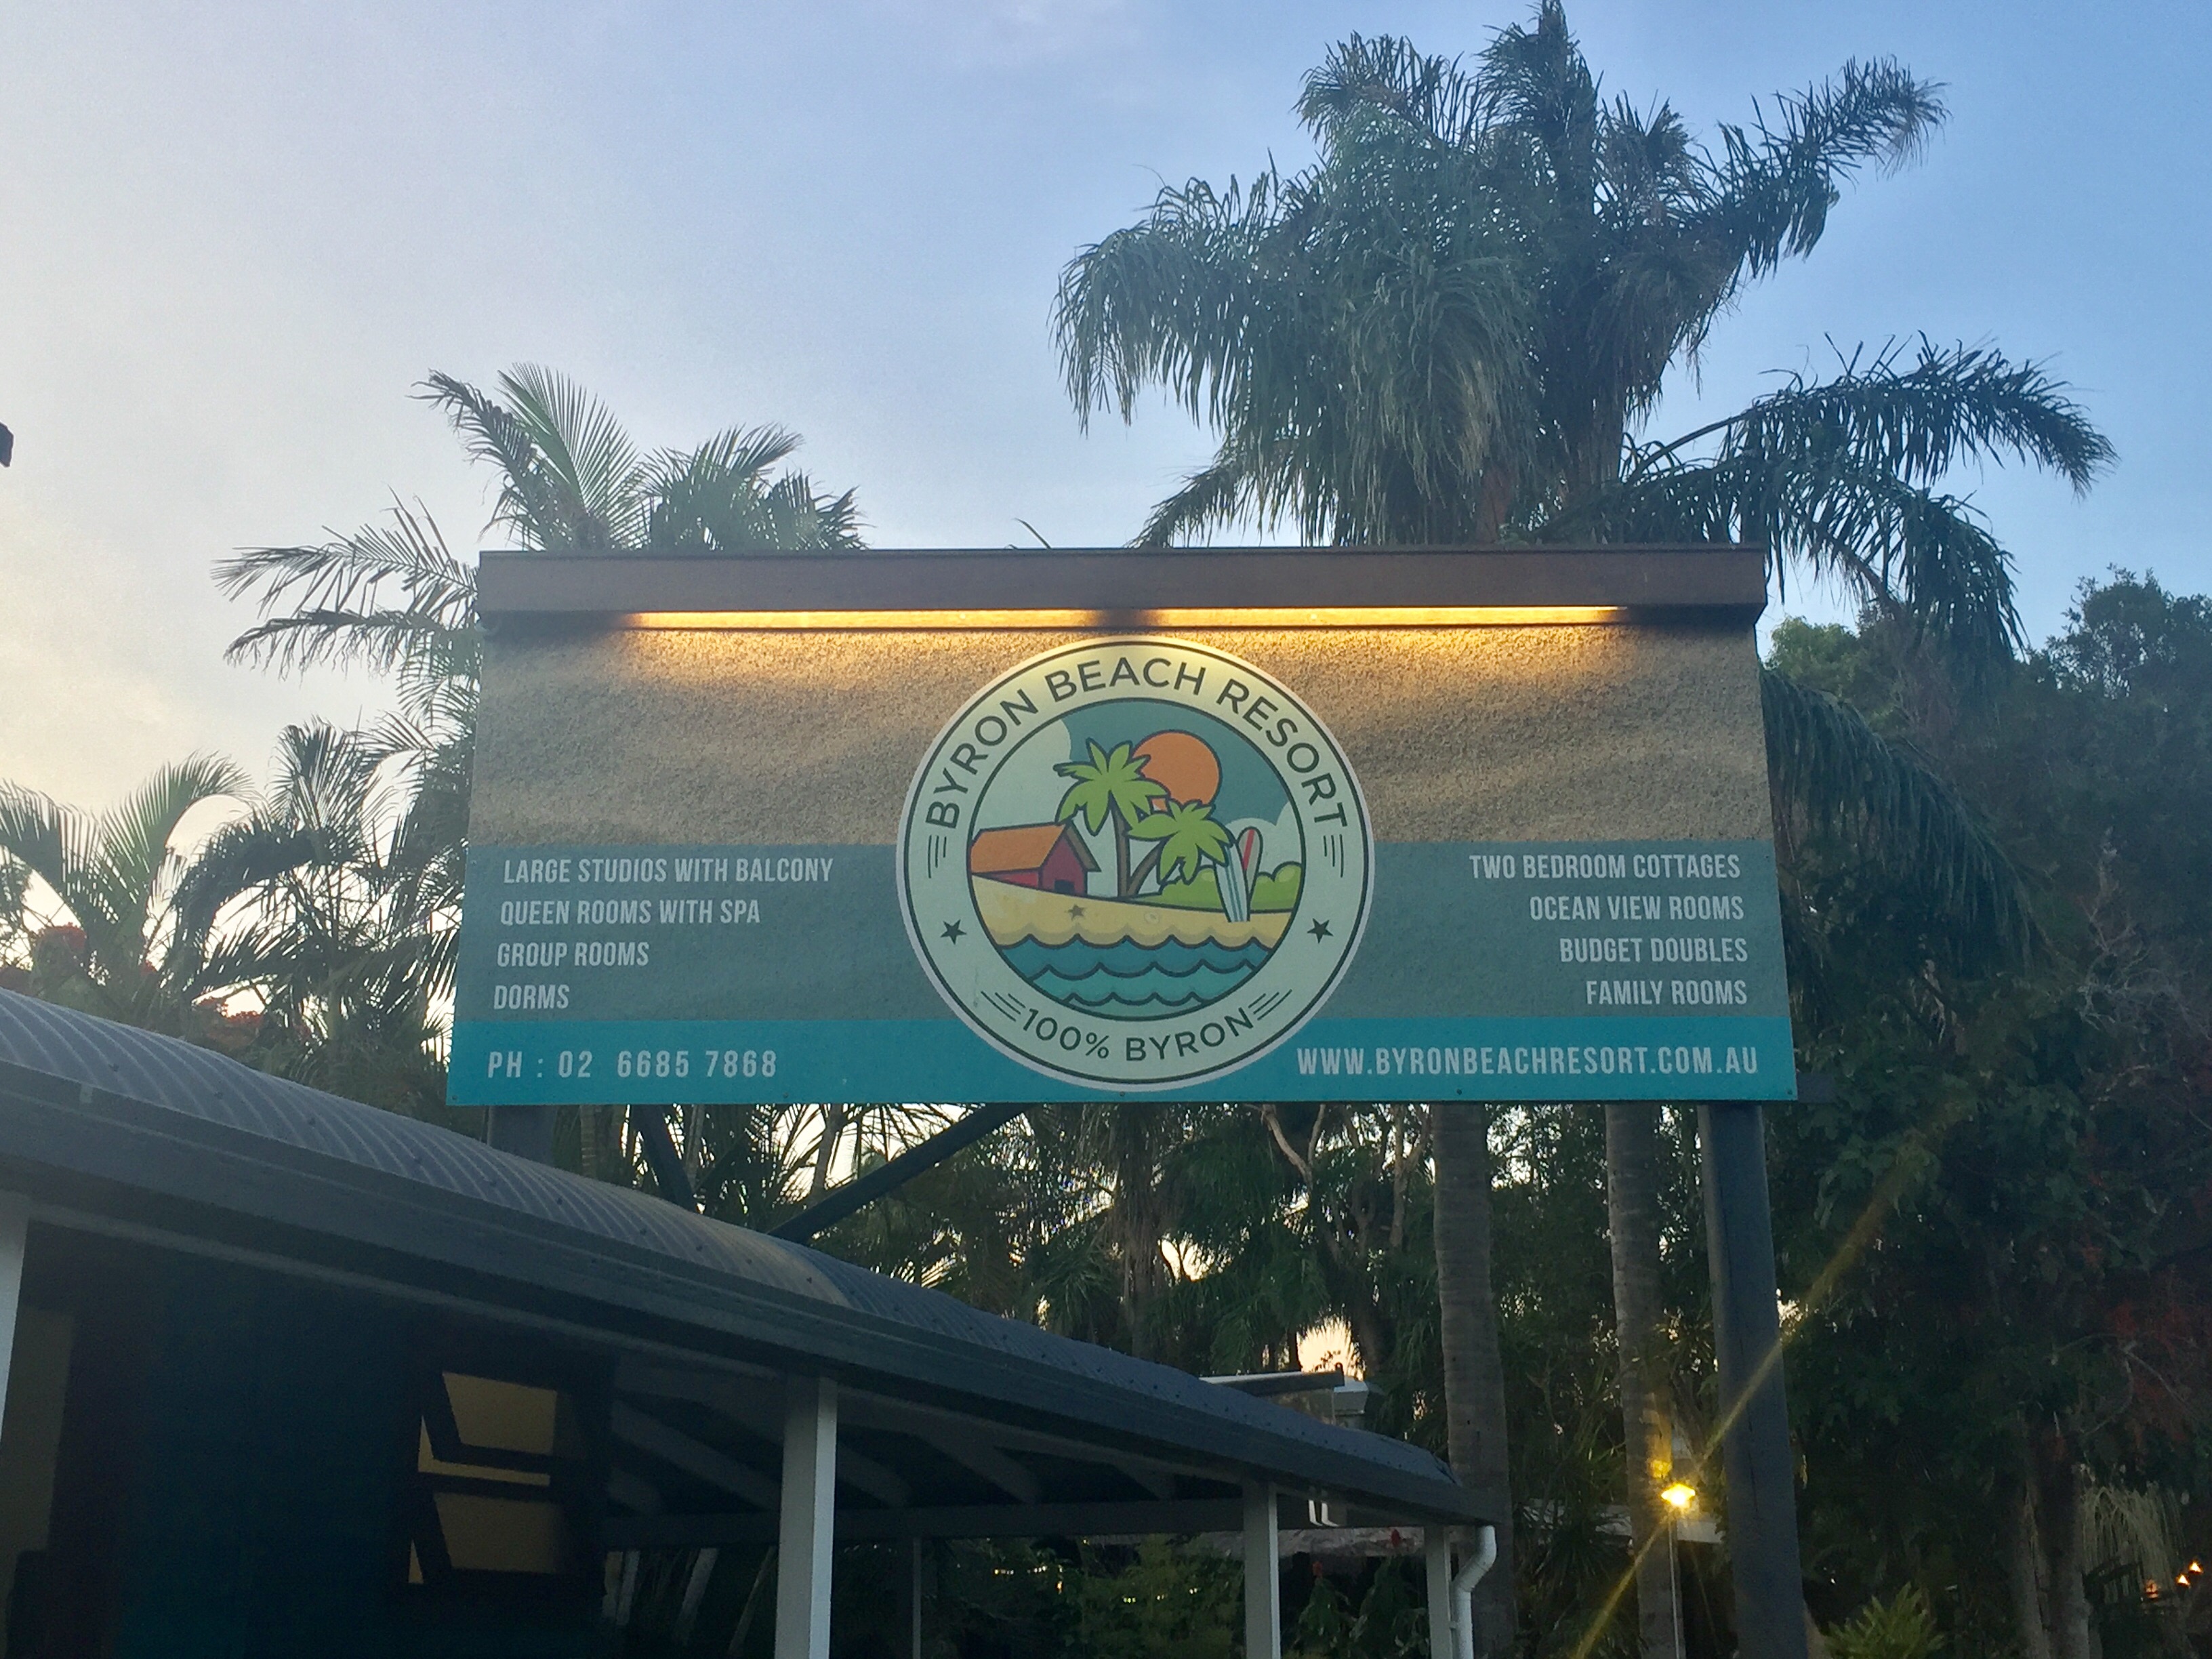 BYRON BEACH RESORT
LARGE STUDIOS WITH BALCONY
QUEEN ROOMS WITH SPA
GROUP ROOMS
DORMS
TWO BEDROOM COTTAGES
OCEAN VIEW ROOMS
BUDGET DOUBLES
FAMILY ROOMS
100% BYRON
PH : 02 6685 7868
WWW.BYRONBEACHRESORT.COM.AU